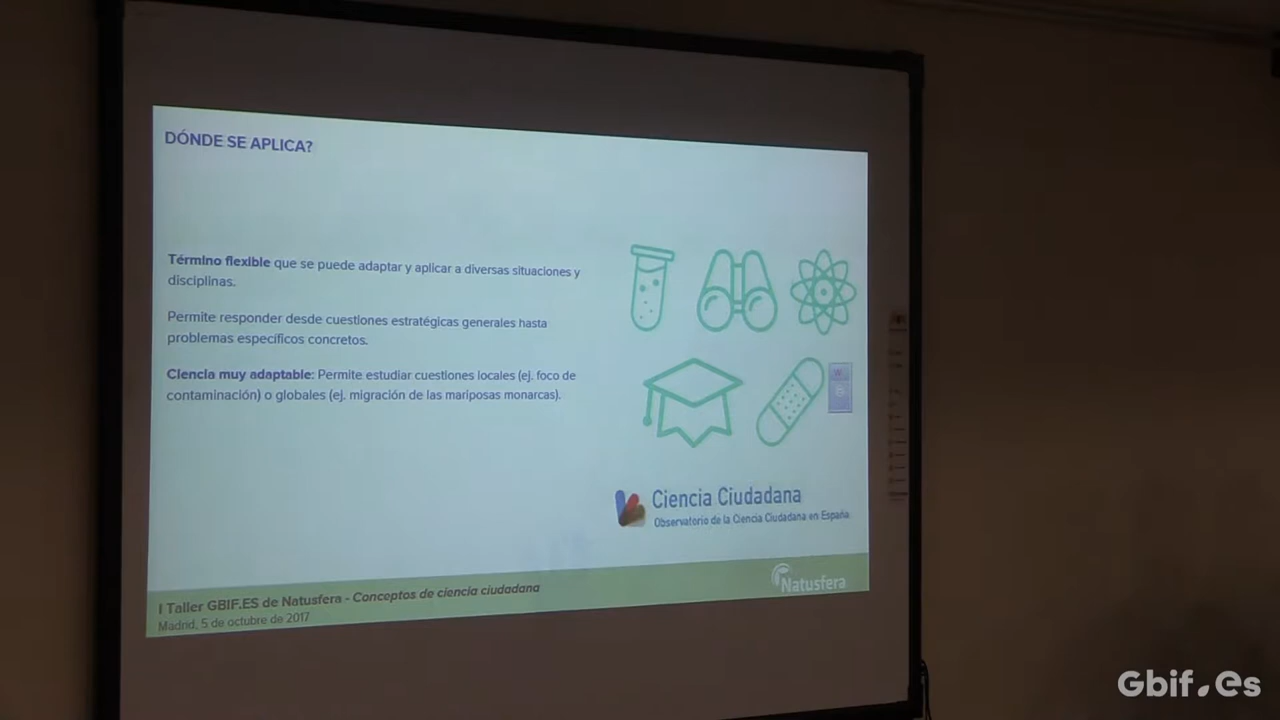 DÓNDE SE APLICA?
Término flexible que se puede adaptar y aplicar a diversas situaciones y
disciplinas.
Permite responder desde cuestiones estratégicas generales hasta
problemas específicos concretos.
Ciencia muy adaptable: Permite estudiar cuestiones locales (ej. foco de
contaminación) o globales (ej. migración de las mariposas monarcas).
Ciencia Ciudadana
Observatorio de la Ciencia Ciudadana en España
I Taller GBIF.ES de Natusfera - Conceptos de ciencia ciudadana
Madrid, 5 de octubre de 2017
Natusfera
Gbif.es